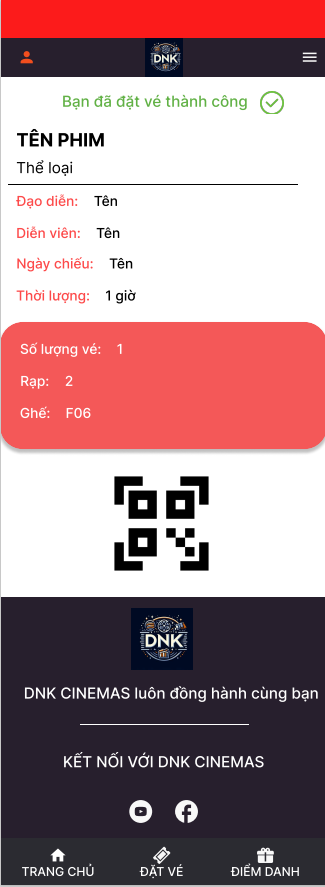 DNK
Bạn đã đặt vé thành công
TÊN PHIM
Thể loại
Đạo diễn: Tên
Diễn viên: Tên
Ngày chiếu: Tên
Thời lượng: 1 giờ
Số lượng vé: 1
Rạp: 2
Ghế: F06
DNK
DNK CINEMAS luôn đồng hành cùng bạn
KẾT NỐI VỚI DNK CINEMAS
TRANG CHỦ ĐẶT VÉ ĐIỂM DANH